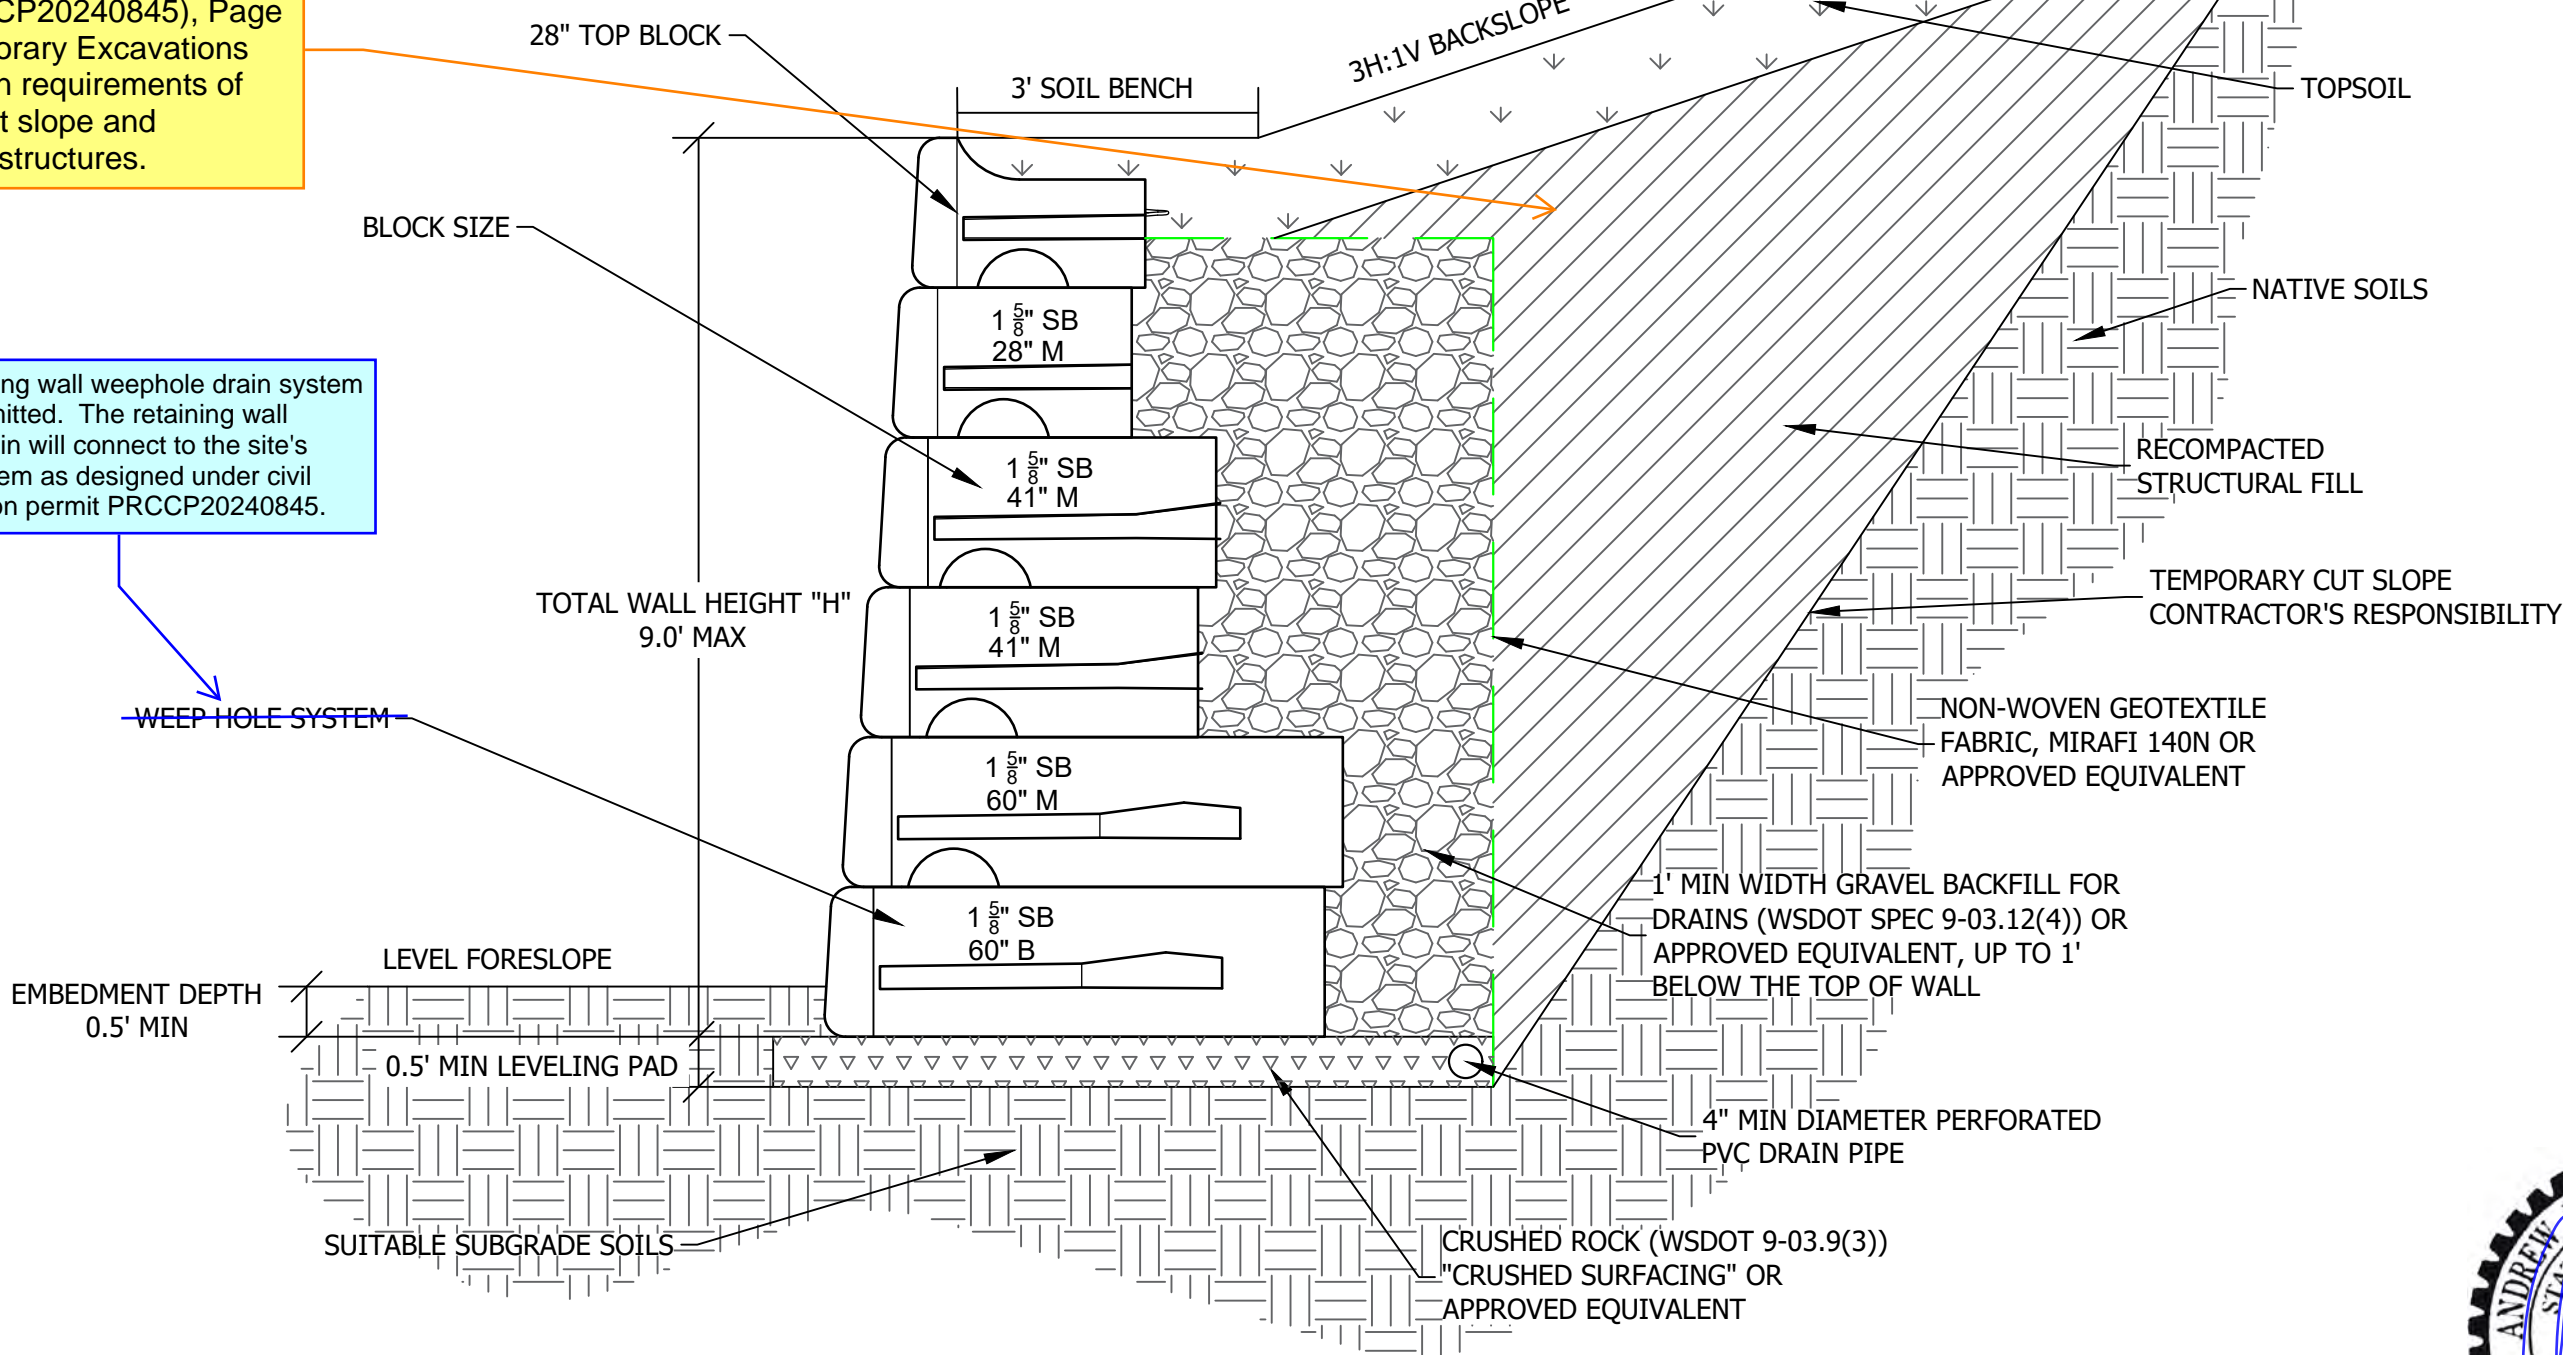 CP20240845), Page
orary Excavations
n requirements of
t slope and
structures.
28" TOP BLOCK
3' SOIL BENCH
3H:1V BACKSLOPE
TOPSOIL
BLOCK SIZE
NATIVE SOILS
1 5/8" SB
28" M
ing wall weephole drain system
mitted. The retaining wall
in will connect to the site's
em as designed under civil
on permit PRCCP20240845.
1 5/8" SB
41" M
RECOMPACTED
STRUCTURAL FILL
TEMPORARY CUT SLOPE
CONTRACTOR'S RESPONSIBILITY
TOTAL WALL HEIGHT "H"
9.0' MAX
1 5/8" SB
41" M
WEEP HOLE SYSTEM
NON-WOVEN GEOTEXTILE
FABRIC, MIRAFI 140N OR
APPROVED EQUIVALENT
1 5/8" SB
60" M
1' MIN WIDTH GRAVEL BACKFILL FOR
DRAINS (WSDOT SPEC 9-03.12(4)) OR
APPROVED EQUIVALENT, UP TO 1'
BELOW THE TOP OF WALL
1 5/8" SB
60" B
LEVEL FORESLOPE
EMBEDMENT DEPTH
0.5' MIN
0.5' MIN LEVELING PAD
4" MIN DIAMETER PERFORATED
PVC DRAIN PIPE
SUITABLE SUBGRADE SOILS
CRUSHED ROCK (WSDOT 9-03.9(3))
"CRUSHED SURFACING" OR
APPROVED EQUIVALENT
ANDREW